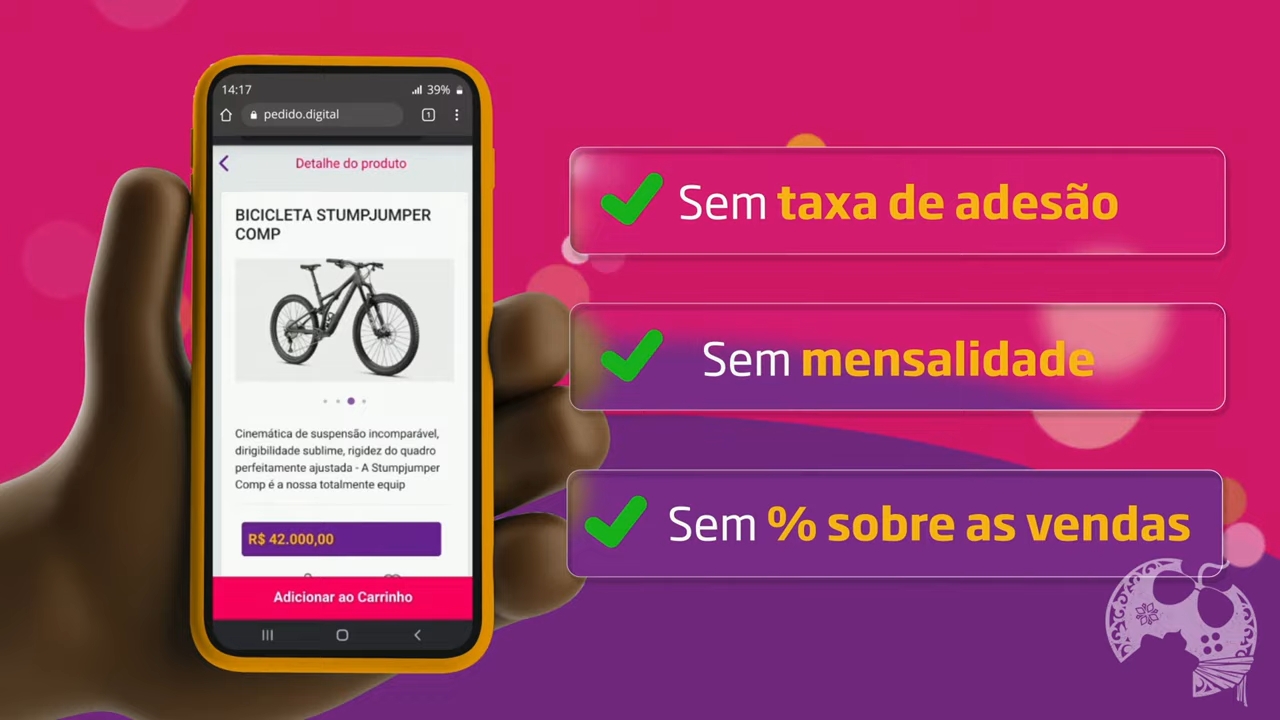 14:17
39%
pedido.digital
1
Detalhe do produto
BICICLETA STUMPJUMPER
COMP
Cinemática de suspensão incomparável,
dirigibilidade sublime, rigidez do quadro
perfeitamente ajustada - A Stumpjumper
Comp é a nossa totalmente equip
R$ 42.000,00
Adicionar ao Carrinho
Sem taxa de adesão
Sem mensalidade
Sem % sobre as vendas